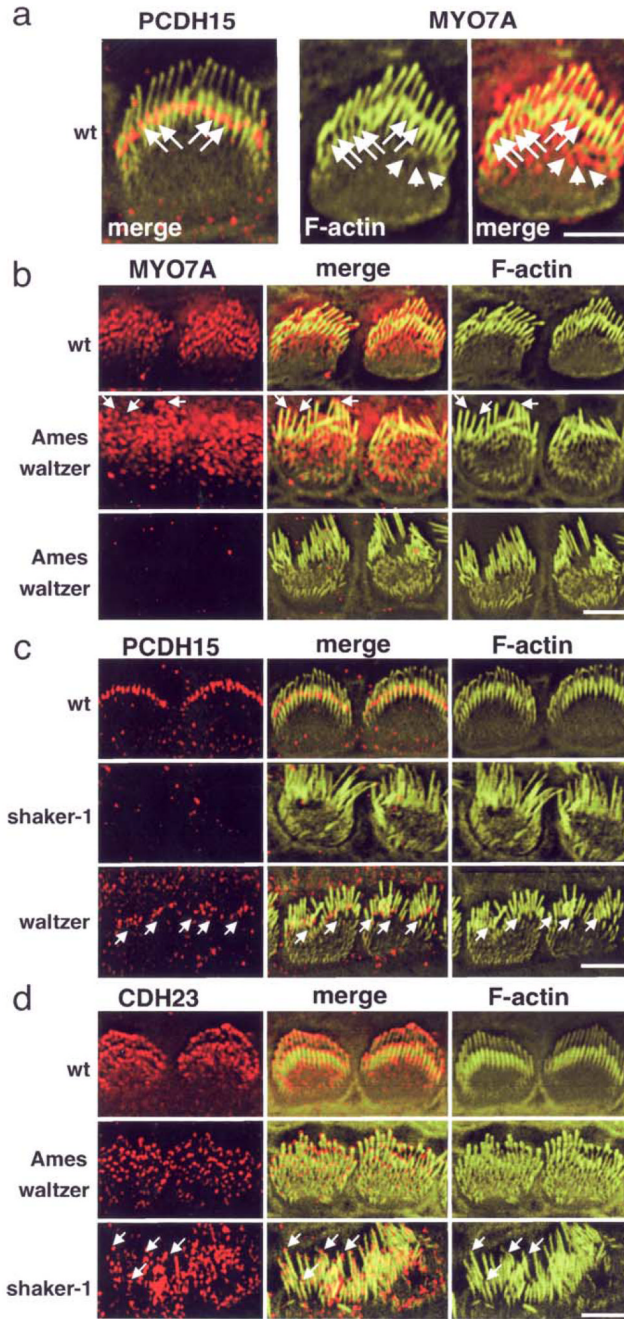 a
PCDH15 MYO7A
wt
merge F-actin merge
b
MYO7A merge F-actin
wt
Ames
waltzer
Ames
waltzer
c
PCDH15 merge F-actin
wt
shaker-1
waltzer
d
CDH23 merge F-actin
wt
Ames
waltzer
shaker-1